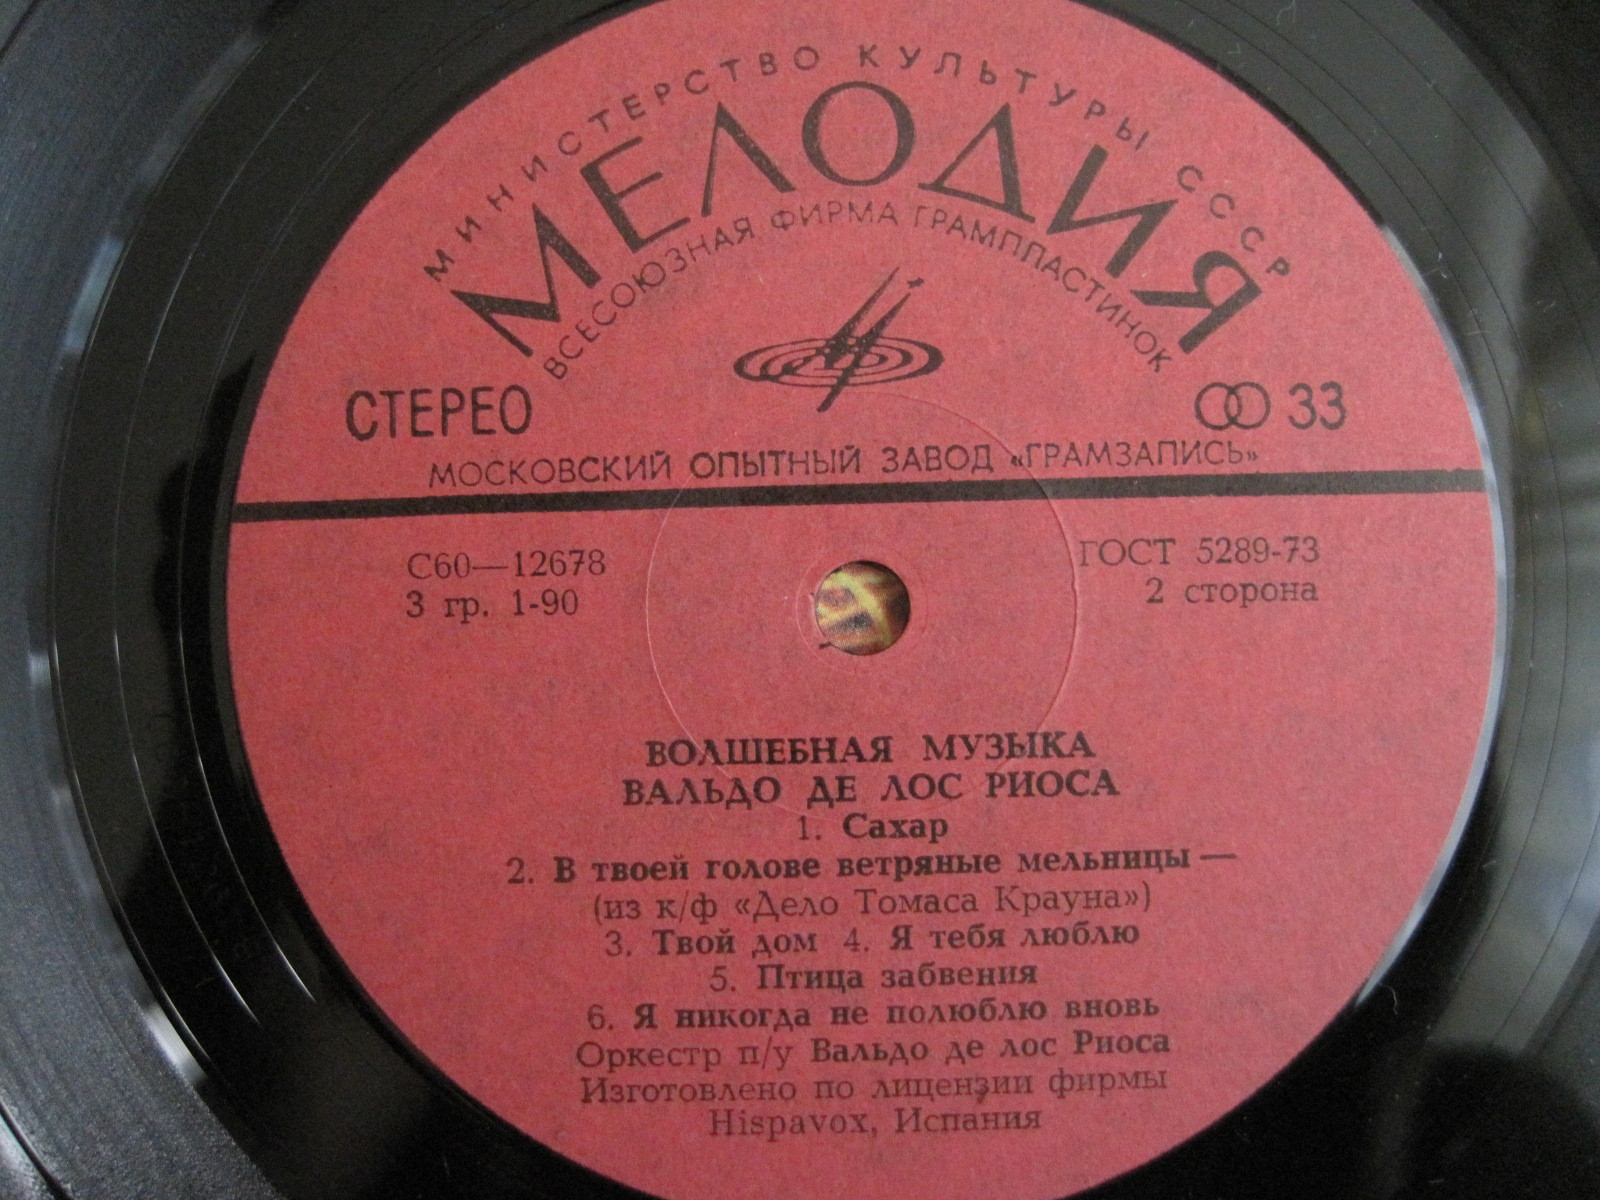 МИНИСТЕРСТВО КУЛЬТУРЫ СССР
МЕЛОДИЯ
ВСЕСОЮЗНАЯ ФИРМА ГРАМПЛАСТИНОК
СТЕРЕО 33
МОСКОВСКИЙ ОПЫТНЫЙ ЗАВОД «ГРАМЗАПИСЬ»
С60—12678 ГОСТ 5289-73
3 гр. 1-90 2 сторона
ВОЛШЕБНАЯ МУЗЫКА
ВАЛЬДО ДЕ ЛОС РИОСА
1. Сахар
2. В твоей голове ветряные мельницы —
(из к/ф «Дело Томаса Крауна»)
3. Твой дом 4. Я тебя люблю
5. Птица забвения
6. Я никогда не полюблю вновь
Оркестр п/у Вальдо де лос Риоса
Изготовлено по лицензии фирмы
Hispavox, Испания